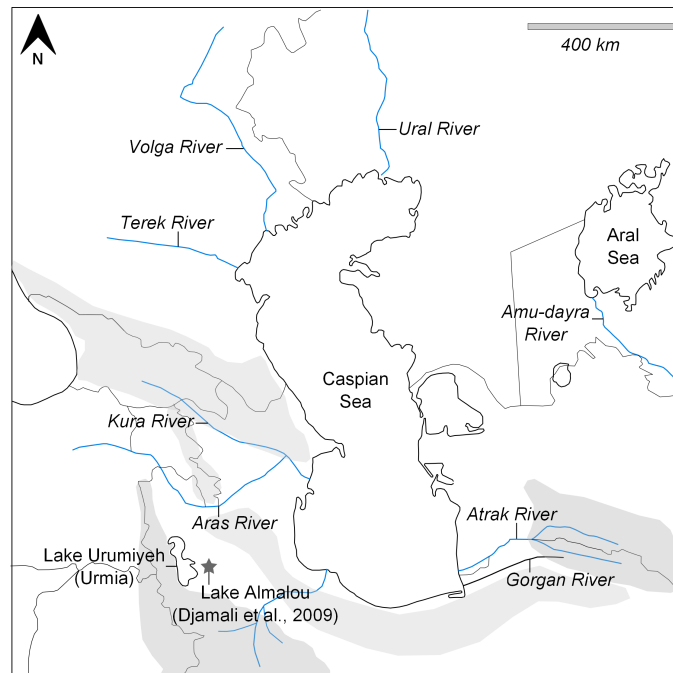 N
400 km
Ural River
Volga River
Terek River
Aral
Sea
Amu-dayra
River
Caspian
Sea
Kura River
Aras River
Atrak River
Lake Urumiyeh
(Urmia)
Gorgan River
Lake Almalou
(Djamali et al., 2009)